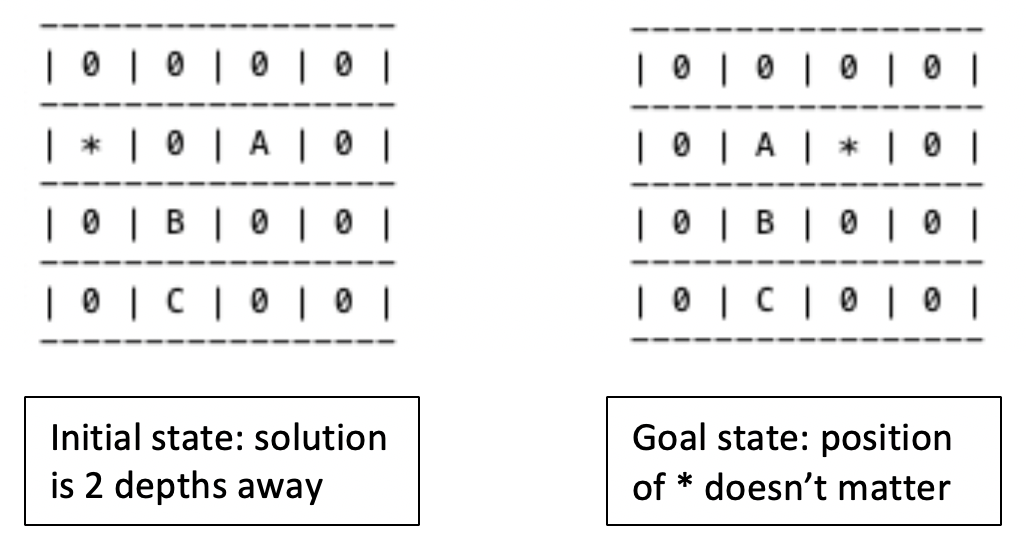 ------------------
| 0 | 0 | 0 | 0 |
------------------
| * | 0 | A | 0 |
------------------
| 0 | B | 0 | 0 |
------------------
| 0 | C | 0 | 0 |
------------------
Initial state: solution
is 2 depths away
------------------
| 0 | 0 | 0 | 0 |
------------------
| 0 | A | * | 0 |
------------------
| 0 | B | 0 | 0 |
------------------
| 0 | C | 0 | 0 |
------------------
Goal state: position
of * doesn’t matter